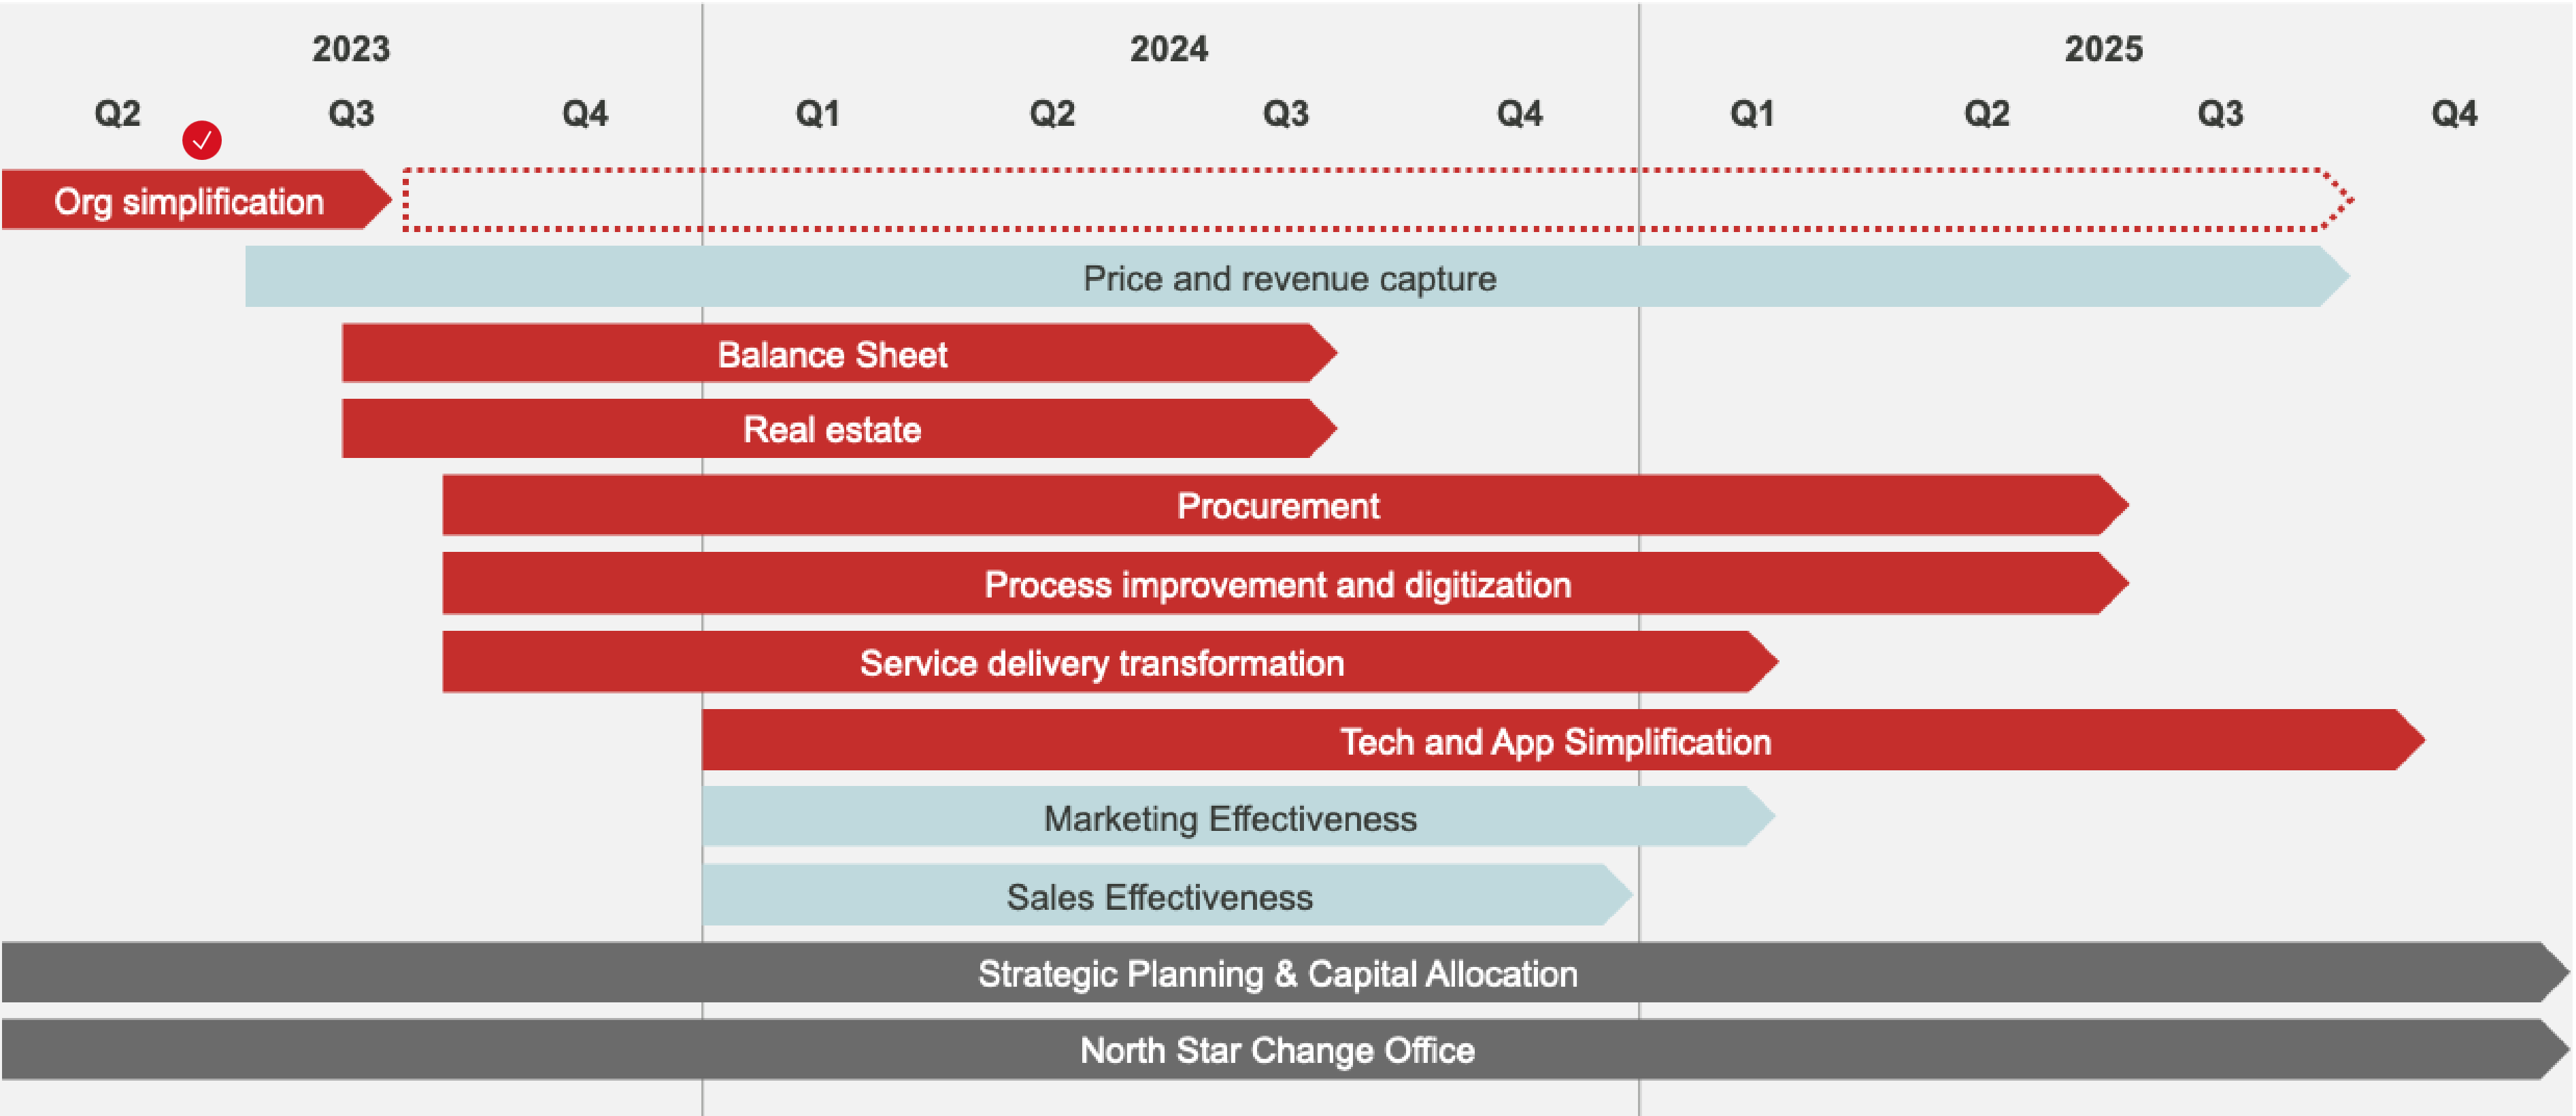 2023 2024 2025
Q2 Q3 Q4 Q1 Q2 Q3 Q4 Q1 Q2 Q3 Q4
Org simplification
Price and revenue capture
Balance Sheet
Real estate
Procurement
Process improvement and digitization
Service delivery transformation
Tech and App Simplification
Marketing Effectiveness
Sales Effectiveness
Strategic Planning & Capital Allocation
North Star Change Office